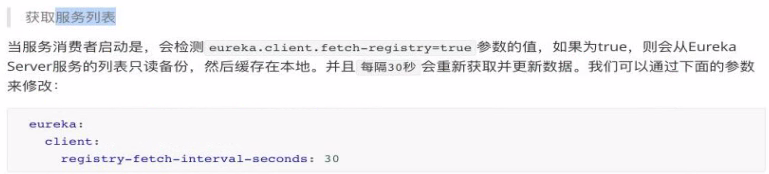 获取服务列表
当服务消费者启动是，会检测 eureka.client.fetch-registry=true 参数的值，如果为true，则会从Eureka
Server服务的列表只读备份，然后缓存在本地。并且 每隔30秒 会重新获取并更新数据。我们可以通过下面的参数
来修改：
eureka:
  client:
    registry-fetch-interval-seconds: 30